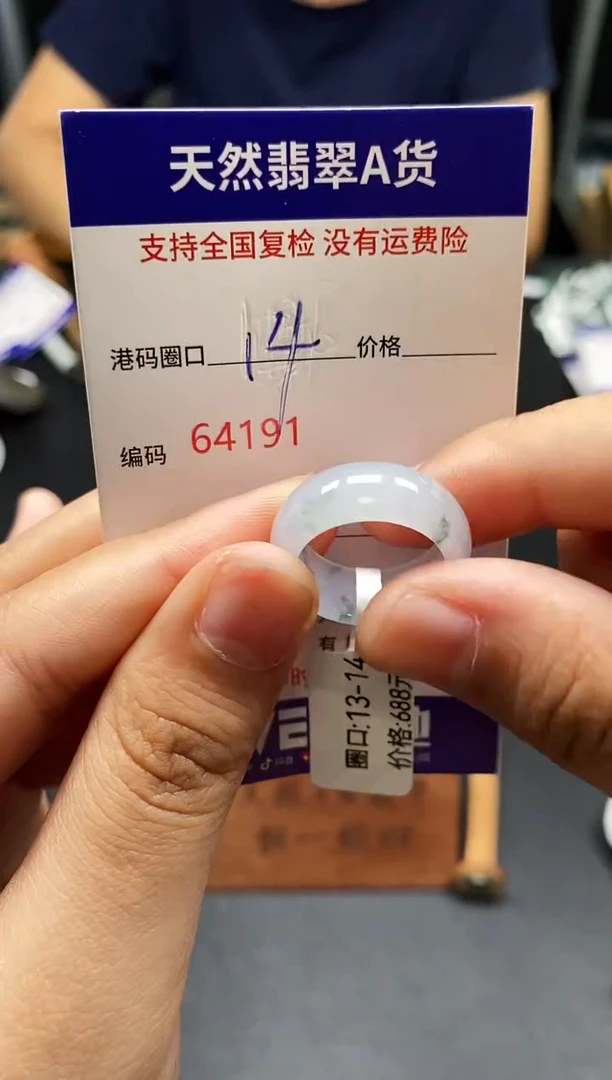 天然翡翠A货
支持全国复检 没有运费险
港码圈口 14 价格
编码 64191
有
圈口:13-14
价格:688元